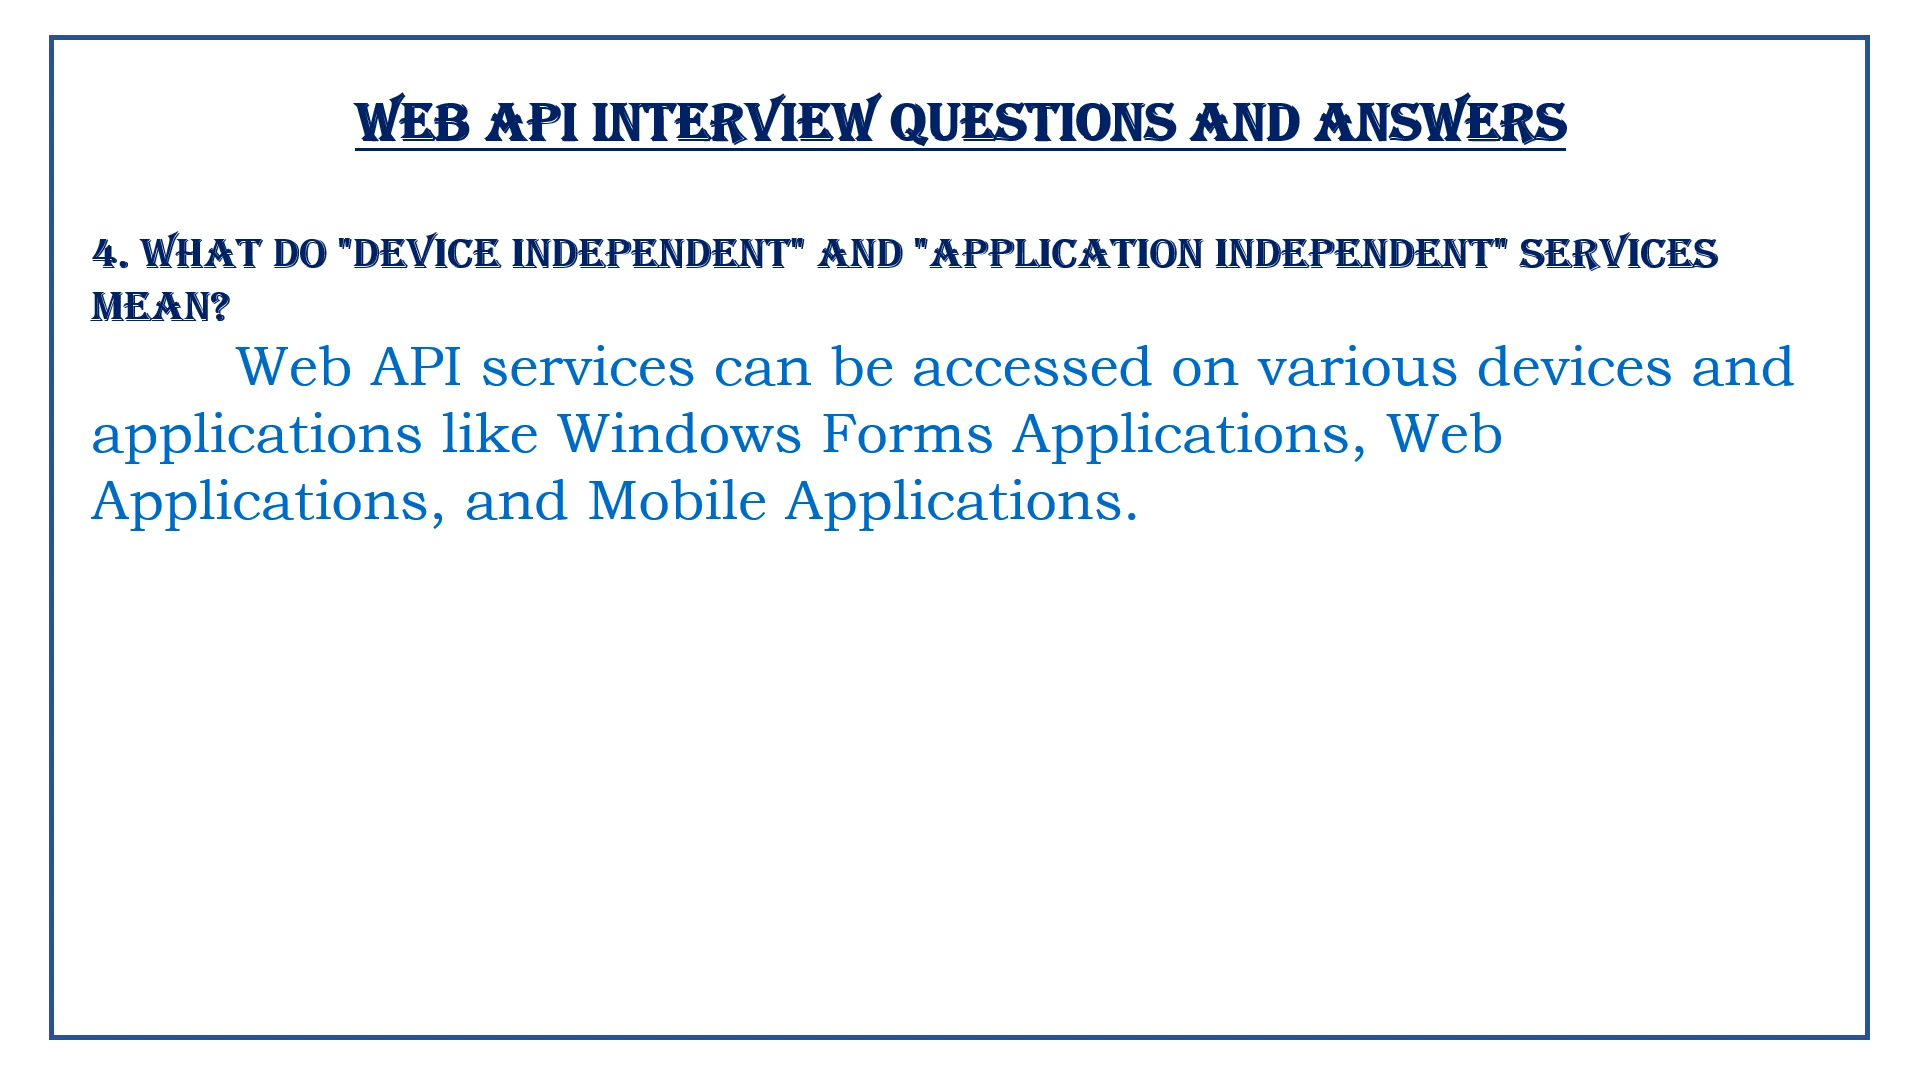 WEB API INTERVIEW QUESTIONS AND ANSWERS
4. WHAT DO "DEVICE INDEPENDENT" AND "APPLICATION INDEPENDENT" SERVICES
MEAN?
Web API services can be accessed on various devices and
applications like Windows Forms Applications, Web
Applications, and Mobile Applications.